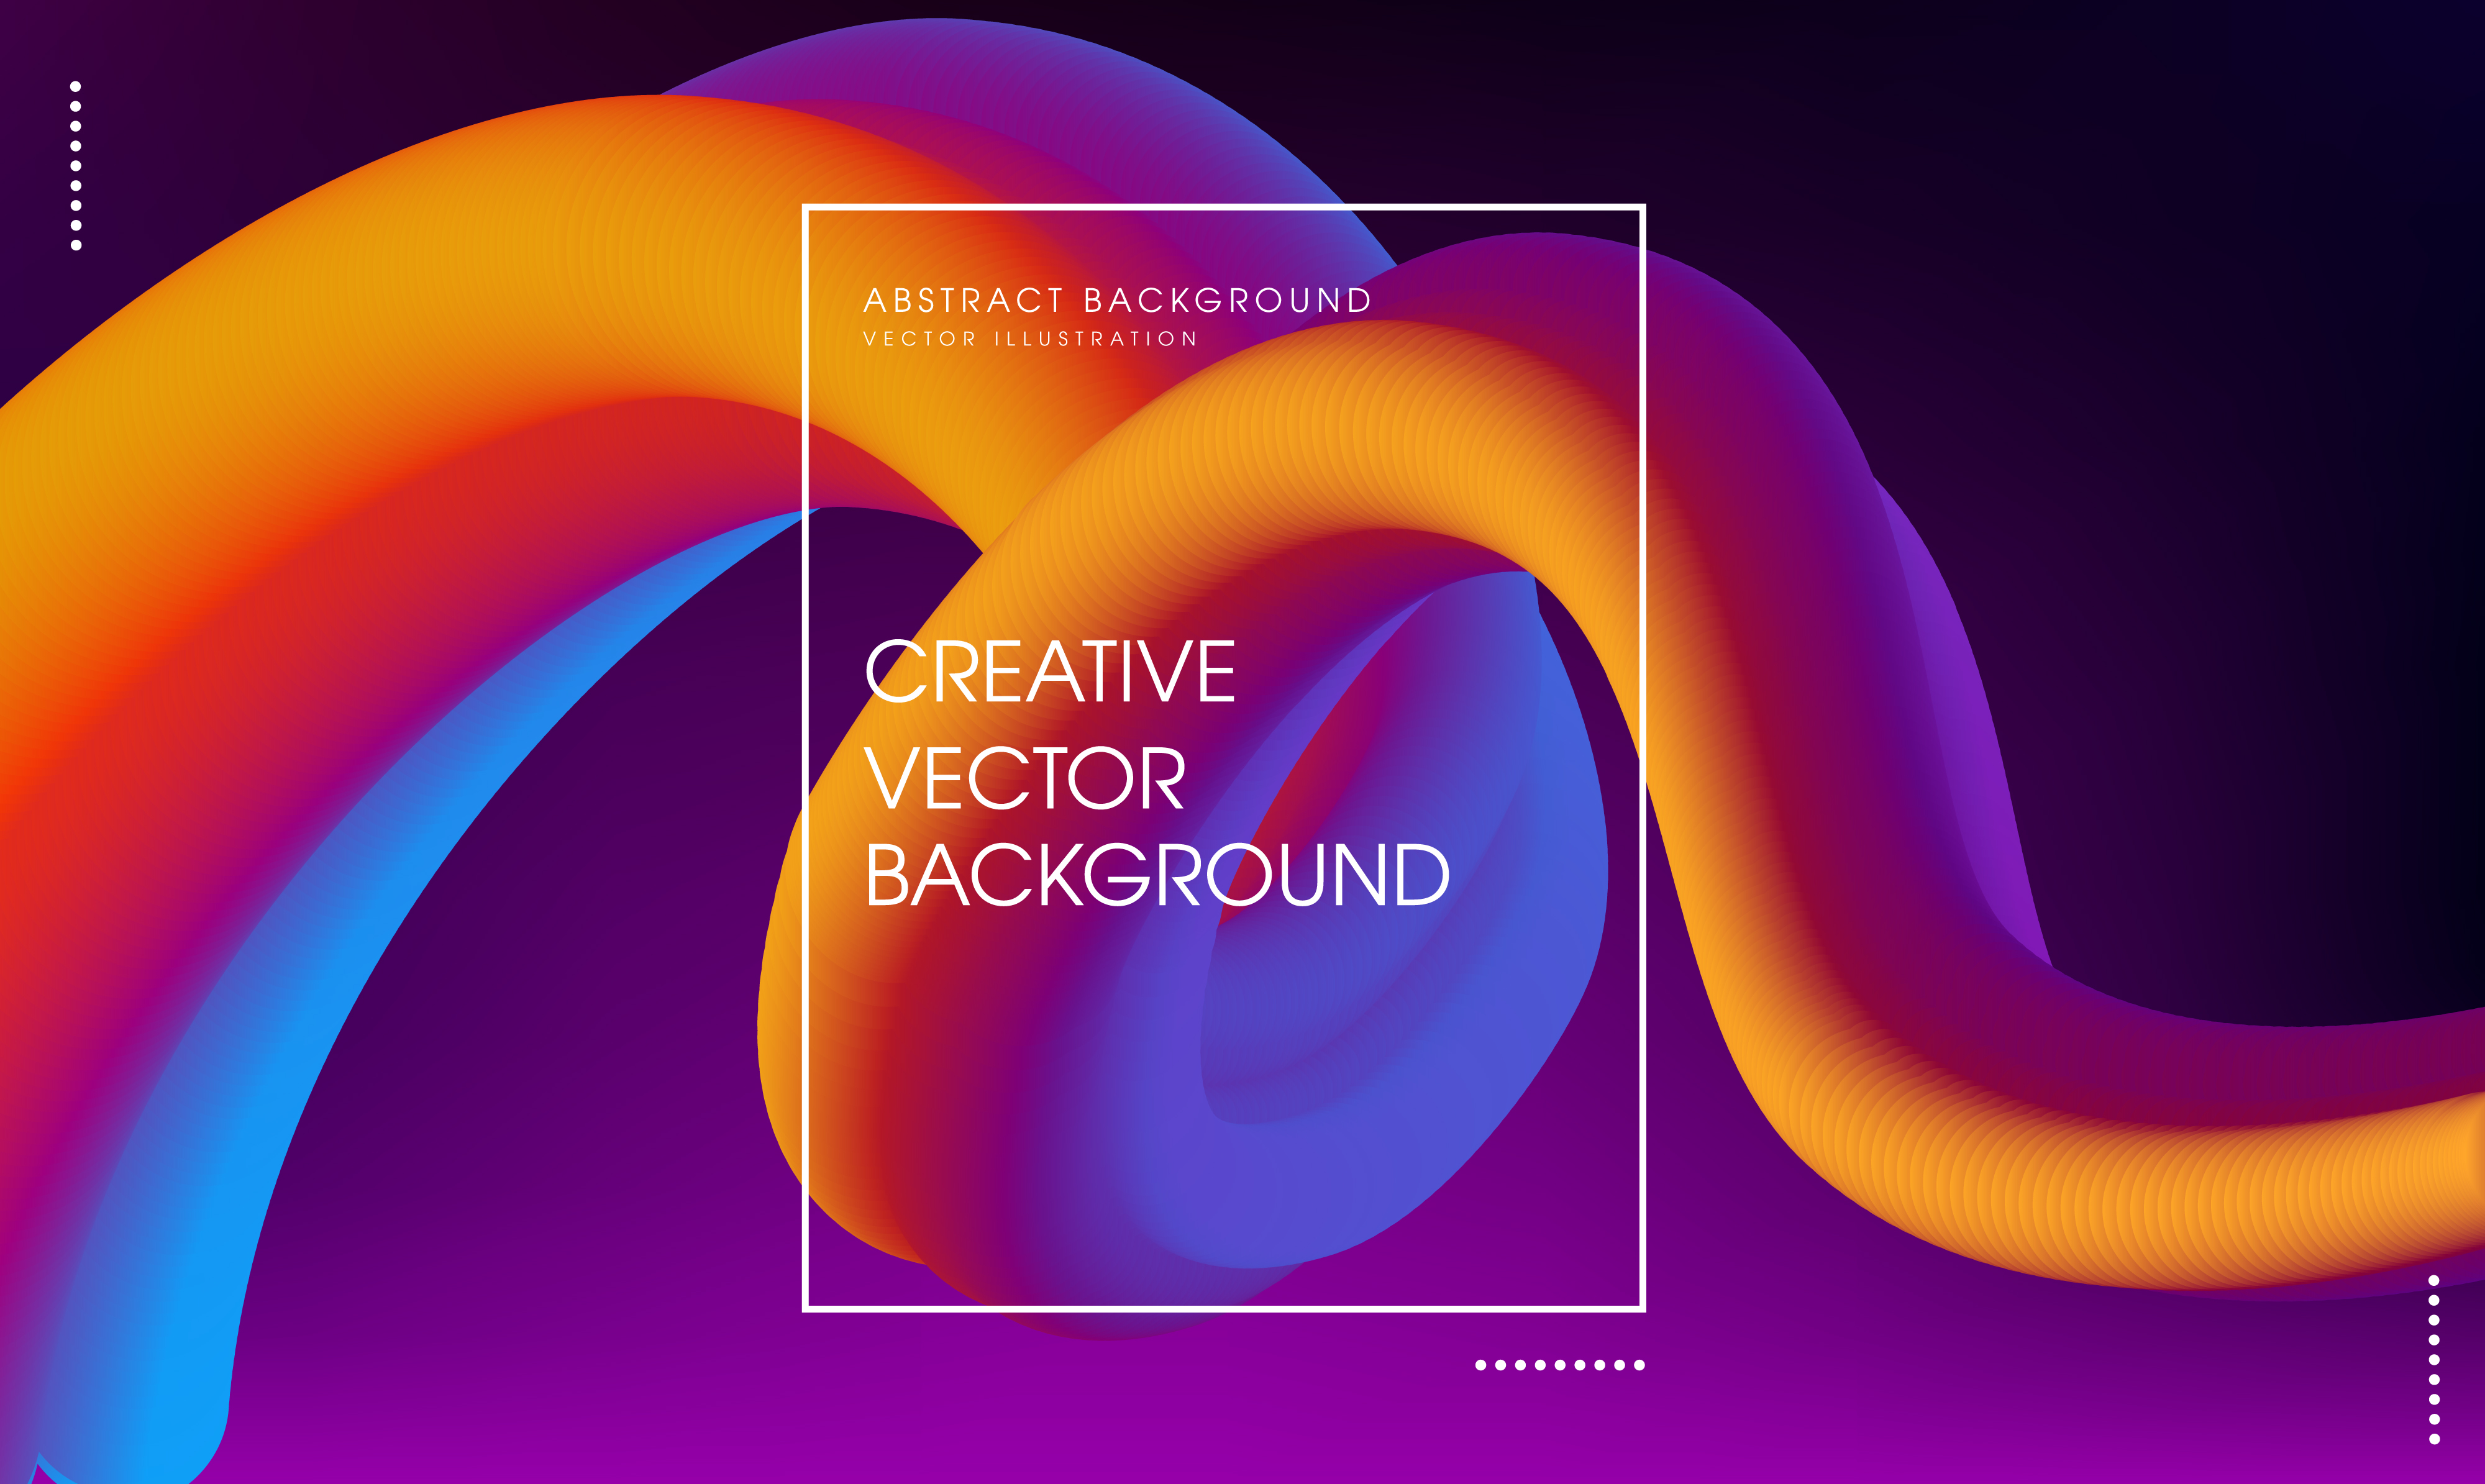 ABSTRACT BACKGROUND
VECTOR ILLUSTRATION
CREATIVE
VECTOR
BACKGROUND